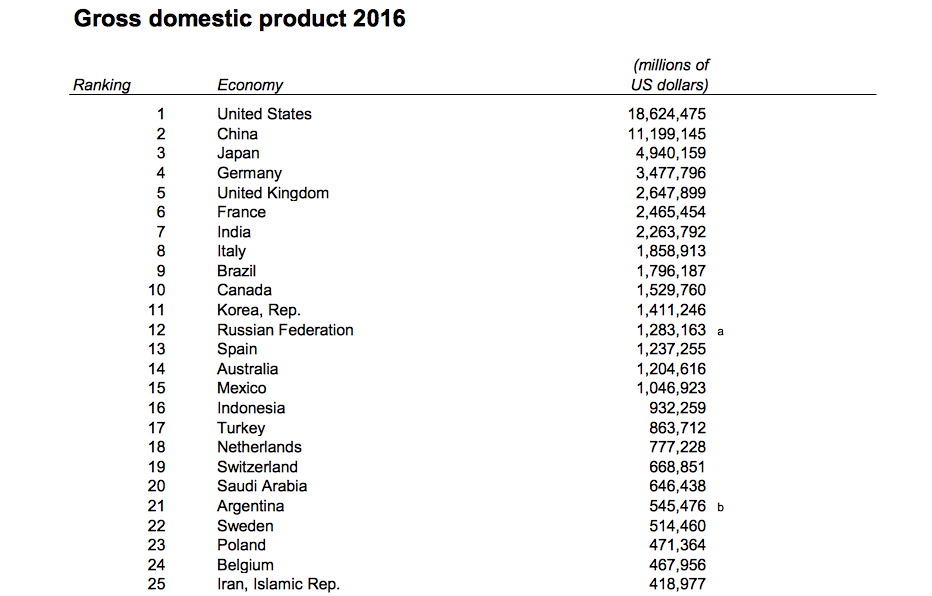 Gross domestic product 2016
(millions of
Ranking Economy US dollars)
1 United States 18,624,475
2 China 11,199,145
3 Japan 4,940,159
4 Germany 3,477,796
5 United Kingdom 2,647,899
6 France 2,465,454
7 India 2,263,792
8 Italy 1,858,913
9 Brazil 1,796,187
10 Canada 1,529,760
11 Korea, Rep. 1,411,246
12 Russian Federation 1,283,163 a
13 Spain 1,237,255
14 Australia 1,204,616
15 Mexico 1,046,923
16 Indonesia 932,259
17 Turkey 863,712
18 Netherlands 777,228
19 Switzerland 668,851
20 Saudi Arabia 646,438
21 Argentina 545,476 b
22 Sweden 514,460
23 Poland 471,364
24 Belgium 467,956
25 Iran, Islamic Rep. 418,977